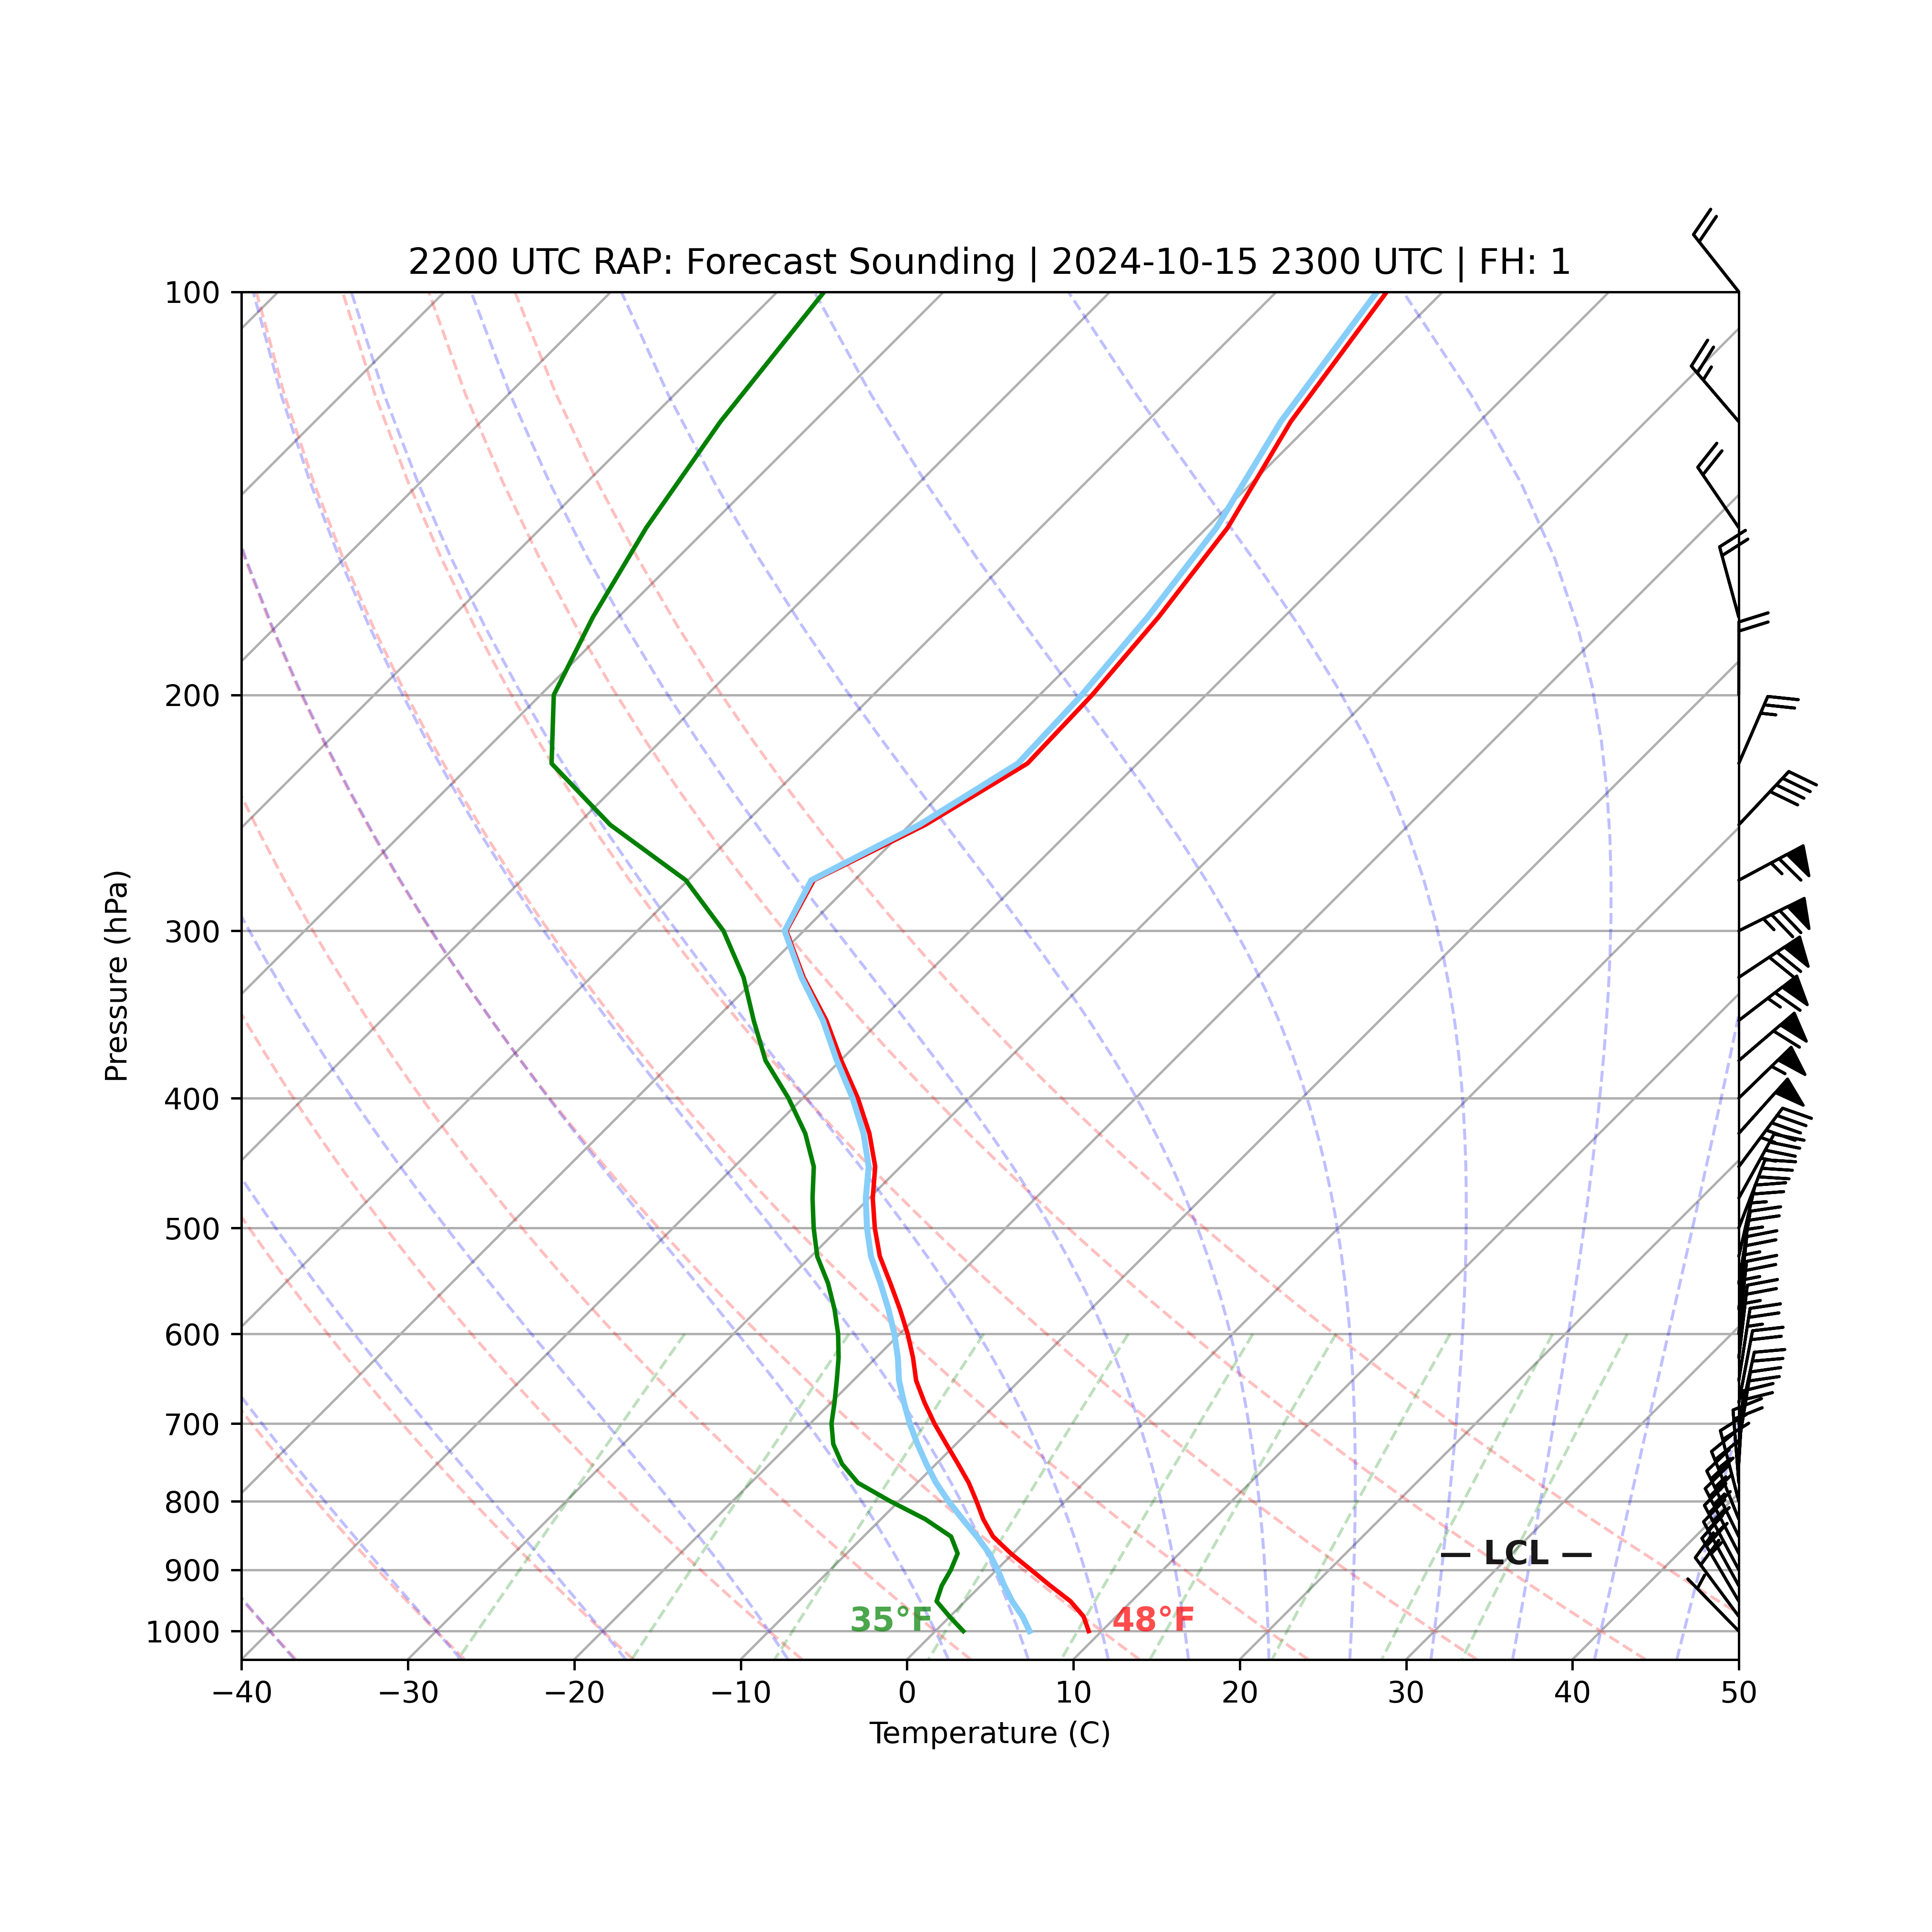 2200 UTC RAP: Forecast Sounding | 2024-10-15 2300 UTC | FH: 1
100
200
300
400
500
600
700
800
900
1000
Pressure (hPa)
— LCL —
35°F
48°F
−40 −30 −20 −10 0 10 20 30 40 50
Temperature (C)